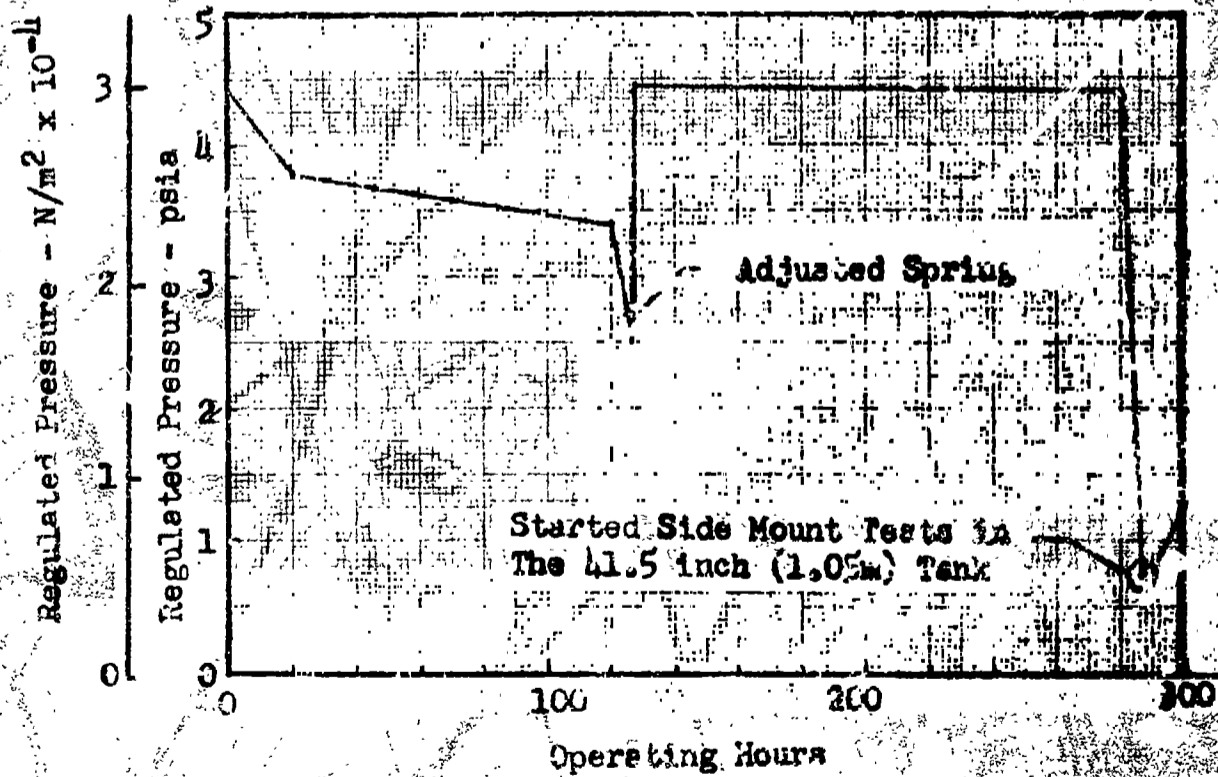 Regulated Pressure - N/m² x 10⁻⁴
3
2
1
0
Regulated Pressure - psia
5
4
3
2
1
0
Adjusted Spring
Started Side Mount Tests in
The 41.5 inch (1.05m) Tank
0
100
200
300
Operating Hours